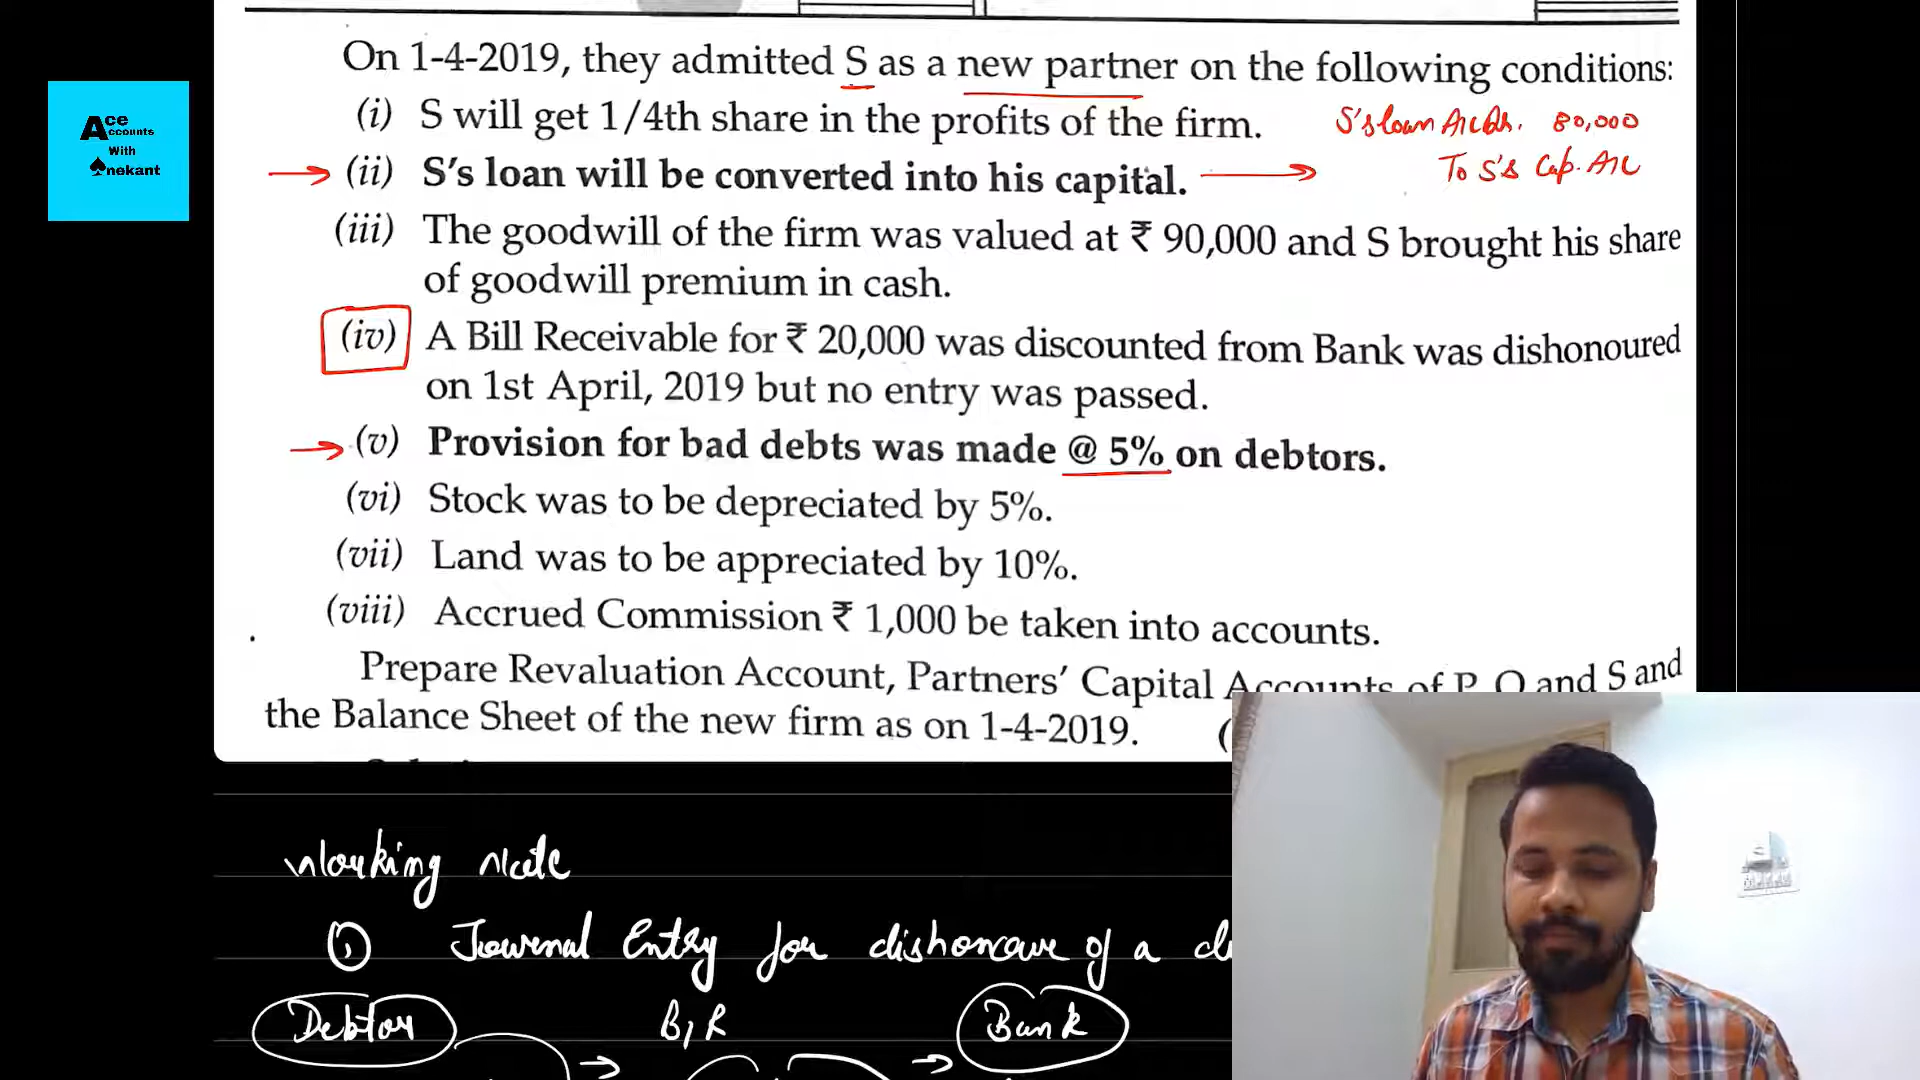 Ace
Accounts
With
Anekant
On 1-4-2019, they admitted S as a new partner on the following conditions:
(i) S will get 1/4th share in the profits of the firm.
S's loan A/c Dr. 80,000
(ii) S's loan will be converted into his capital.
To S's Cap. A/c
(iii) The goodwill of the firm was valued at ₹ 90,000 and S brought his share
of goodwill premium in cash.
(iv) A Bill Receivable for ₹ 20,000 was discounted from Bank was dishonoured
on 1st April, 2019 but no entry was passed.
(v) Provision for bad debts was made @ 5% on debtors.
(vi) Stock was to be depreciated by 5%.
(vii) Land was to be appreciated by 10%.
(viii) Accrued Commission ₹ 1,000 be taken into accounts.
Prepare Revaluation Account, Partners' Capital Accounts of P, Q and S and
the Balance Sheet of the new firm as on 1-4-2019. (
Working Note
① Journal Entry for dishonour of a di
Debtor B/R Bank